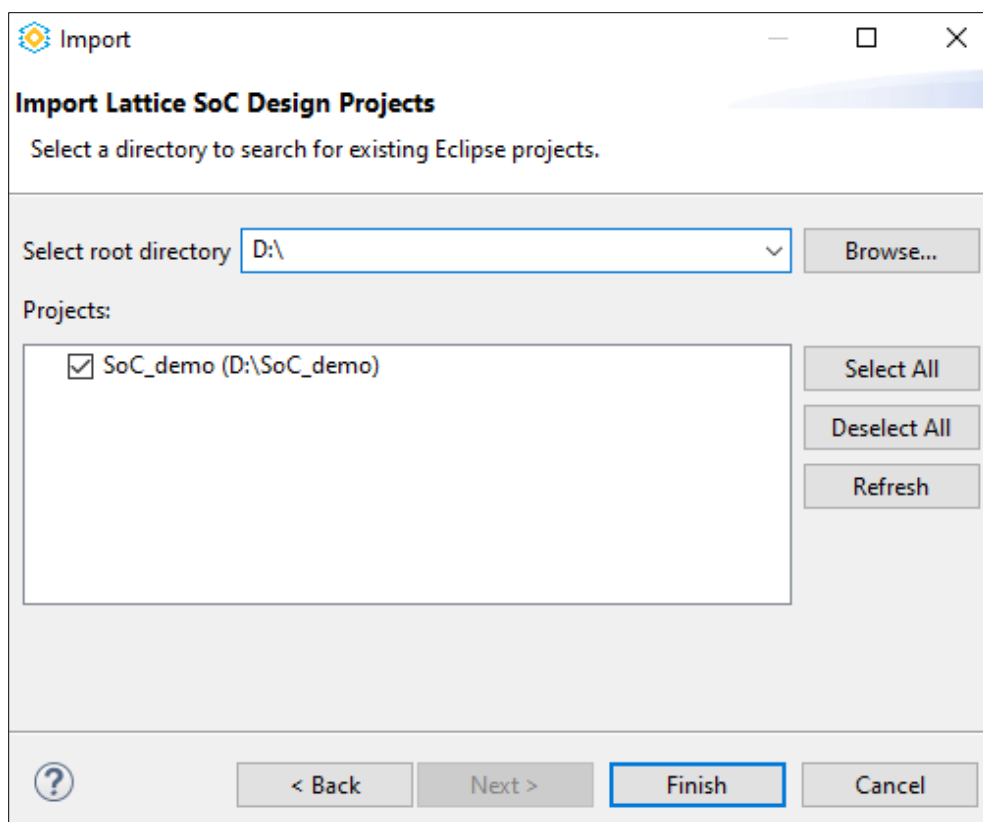 Import
Import Lattice SoC Design Projects
Select a directory to search for existing Eclipse projects.
Select root directory D:\ Browse...
Projects:
SoC_demo (D:\SoC_demo)
Select All
Deselect All
Refresh
?
< Back Next > Finish Cancel